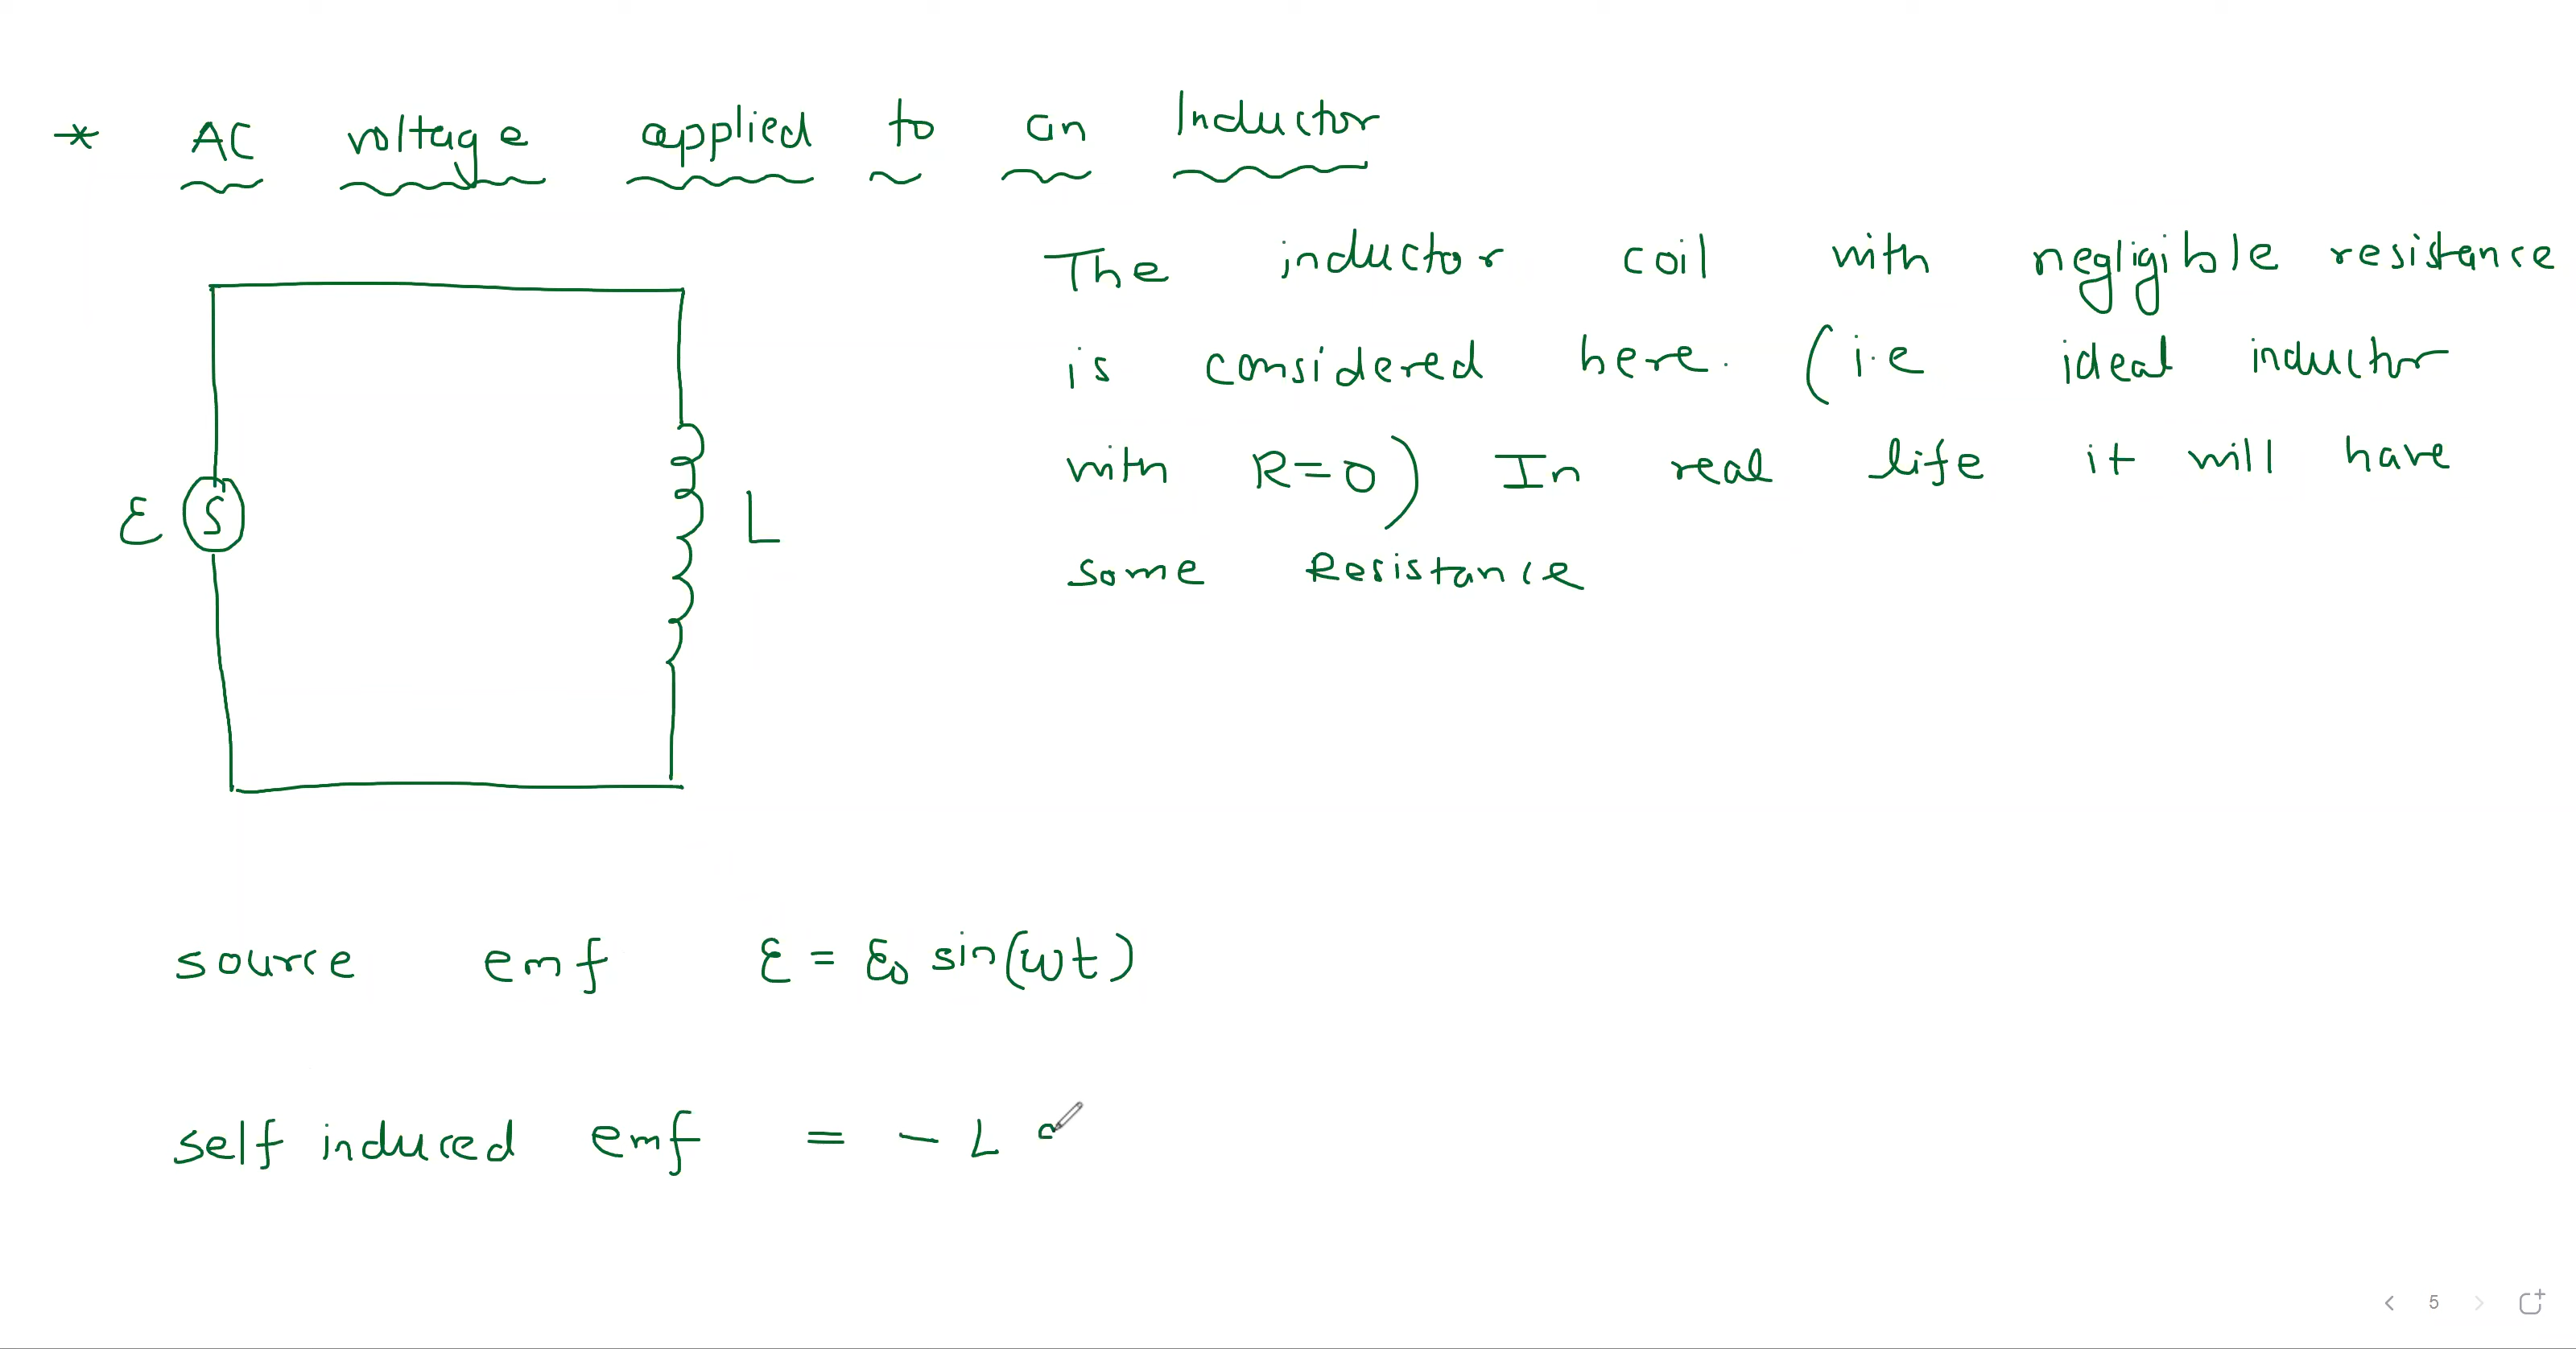 * AC voltage applied to an Inductor
The inductor coil with negligible resistance
is considered here. (i.e ideal inductor
with R=0) In real life it will have
some Resistance
ε S L
source emf ε = ε₀ sin(ωt)
self induced emf = - L
5